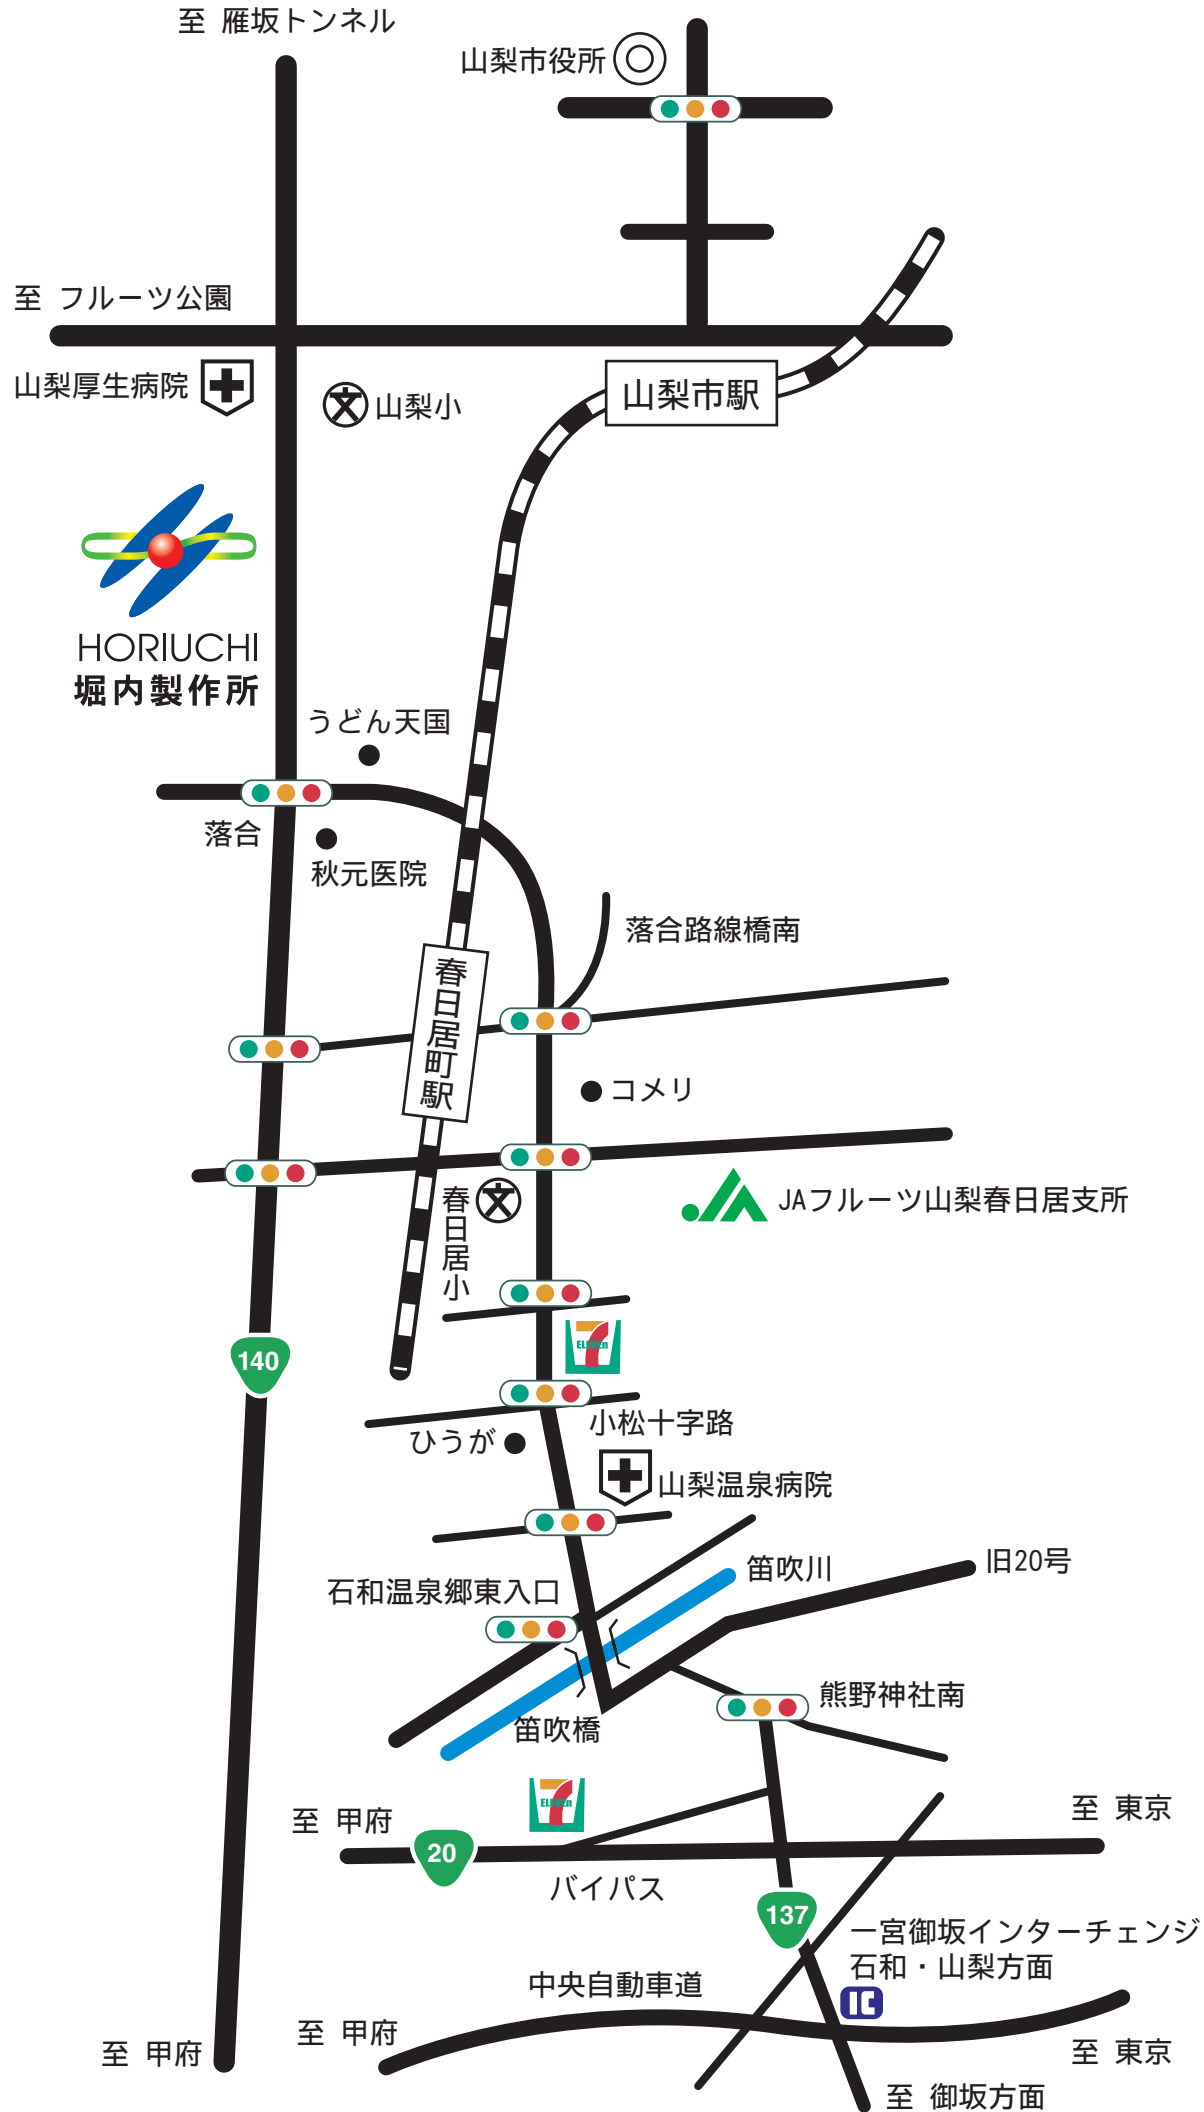 至 雁坂トンネル
山梨市役所
至 フルーツ公園
山梨厚生病院
文
山梨小
山梨市駅
HORIUCHI
堀内製作所
うどん天国
落合
秋元医院
落合路線橋南
春日居町駅
コメリ
春日居小
文
JAフルーツ山梨春日居支所
7
ELEVEn
140
小松十字路
ひうが
山梨温泉病院
石和温泉郷東入口
笛吹川
旧20号
熊野神社南
笛吹橋
7
ELEVEn
至 甲府
至 東京
20
バイパス
137
一宮御坂インターチェンジ
石和・山梨方面
IC
中央自動車道
至 甲府
至 甲府
至 東京
至 御坂方面